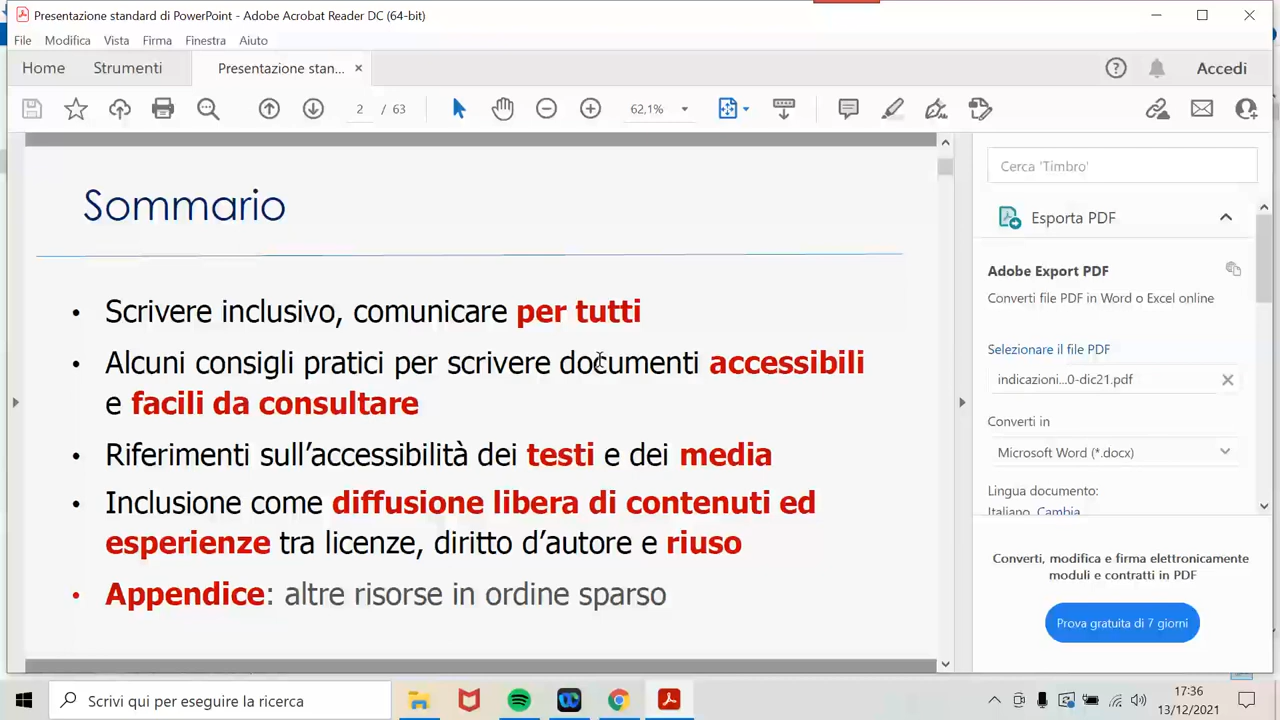 Presentazione standard di PowerPoint - Adobe Acrobat Reader DC (64-bit)
File Modifica Vista Firma Finestra Aiuto
Home Strumenti Presentazione stan... × Accedi
2 / 63 62,1%
Sommario
• Scrivere inclusivo, comunicare per tutti
• Alcuni consigli pratici per scrivere documenti accessibili
e facili da consultare
• Riferimenti sull’accessibilità dei testi e dei media
• Inclusione come diffusione libera di contenuti ed
esperienze tra licenze, diritto d’autore e riuso
• Appendice: altre risorse in ordine sparso
Cerca 'Timbro'
Esporta PDF
Adobe Export PDF
Converti file PDF in Word o Excel online
Selezionare il file PDF
indicazioni...0-dic21.pdf
Converti in
Microsoft Word (*.docx)
Lingua documento:
Italiano Cambia
Converti, modifica e firma elettronicamente
moduli e contratti in PDF
Prova gratuita di 7 giorni
Scrivi qui per eseguire la ricerca
17:36
13/12/2021